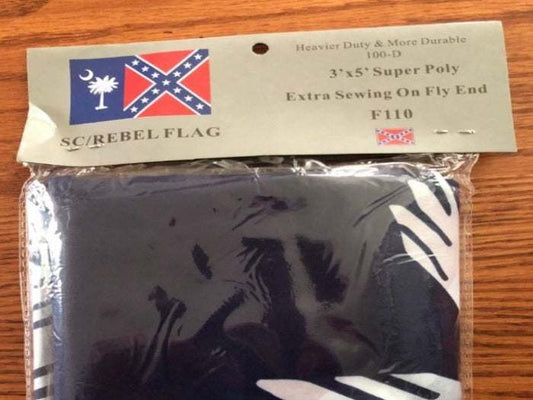 SC/REBEL FLAG
Heavier Duty & More Durable
100-D
3'x5' Super Poly
Extra Sewing On Fly End
F110